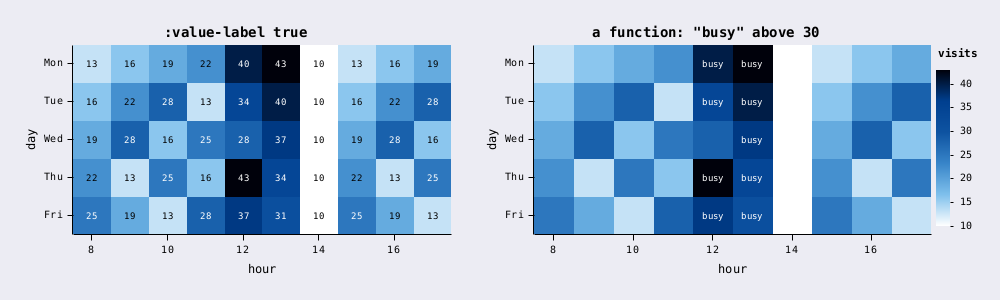 :value-label true
day
Mon 13 16 19 22 40 43 10 13 16 19
Tue 16 22 28 13 34 40 10 16 22 28
Wed 19 28 16 25 28 37 10 19 28 16
Thu 22 13 25 16 43 34 10 22 13 25
Fri 25 19 13 28 37 31 10 25 19 13
8 10 12 14 16
hour
a function: "busy" above 30
day
Mon busy busy
Tue busy busy
Wed busy
Thu busy busy
Fri busy busy
8 10 12 14 16
hour
visits
40
35
30
25
20
15
10